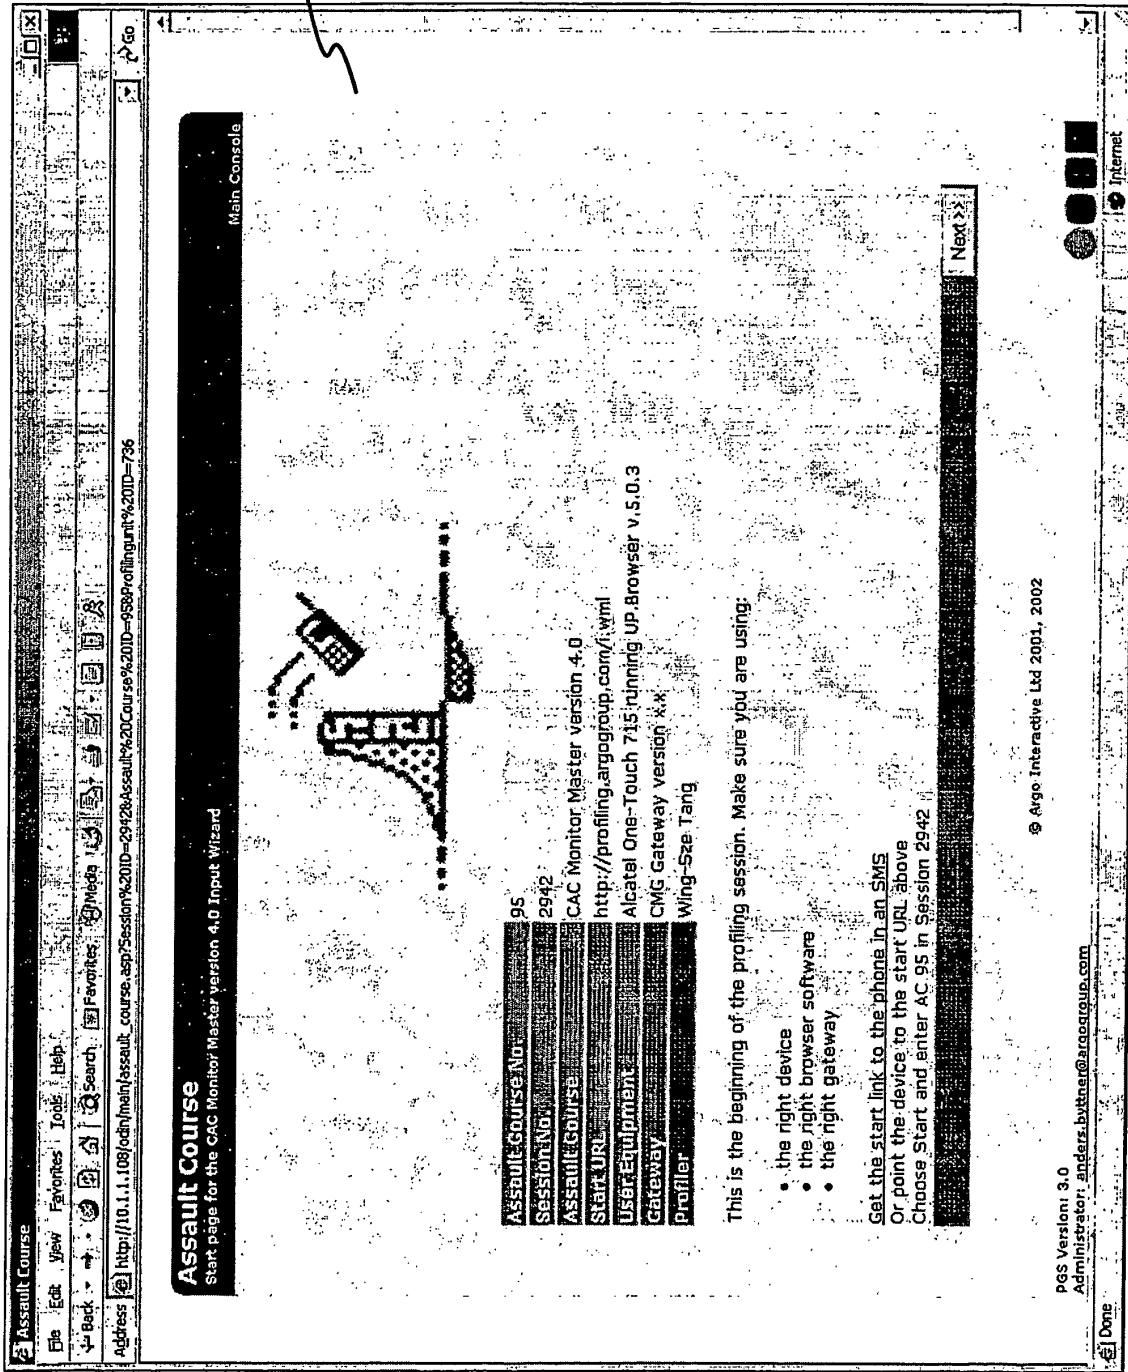 Assault Course
File Edit View Favorites Tools Help
Back Search Favorites Media
Address http://10.1.1.108/odin/main/assault_course.asp?Session%20ID=2942&Assault%20Course%20ID=95&Profilingunit%20ID=736 Go
Assault Course
Start page for the CAC Monitor Master version 4.0 Input Wizard
Main Console
Assault Course No. 95
Session No. 2942
Assault Course CAC Monitor Master version 4.0
Start URL http://profiling.argogroup.com/i.wml
User Equipment Alcatel One-Touch 715 running UP.Browser v.5.0.3
Gateway CMG Gateway version x.x
Profiler Wing-Sze Tang
This is the beginning of the profiling session. Make sure you are using:
• the right device
• the right browser software
• the right gateway
Get the start link to the phone in an SMS
Or point the device to the start URL above
Choose Start and enter AC 95 in Session 2942
Next >>
© Argo Interactive Ltd 2001, 2002
PGS Version: 3.0
Administrator: anders.byttner@argogroup.com
Done Internet